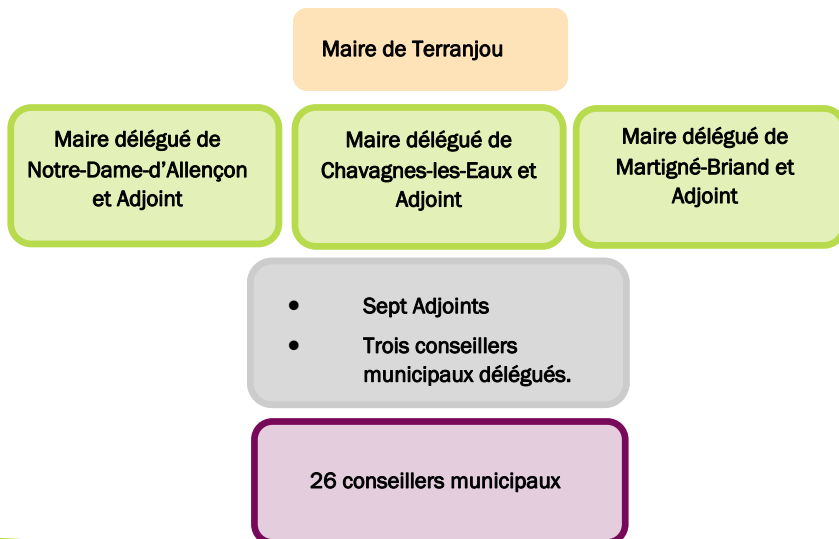 Maire de Terranjou
Maire délégué de
Notre-Dame-d'Allençon
et Adjoint
Maire délégué de
Chavagnes-les-Eaux et
Adjoint
Maire délégué de
Martigné-Briand et
Adjoint
• Sept Adjoints
• Trois conseillers
municipaux délégués.
26 conseillers municipaux